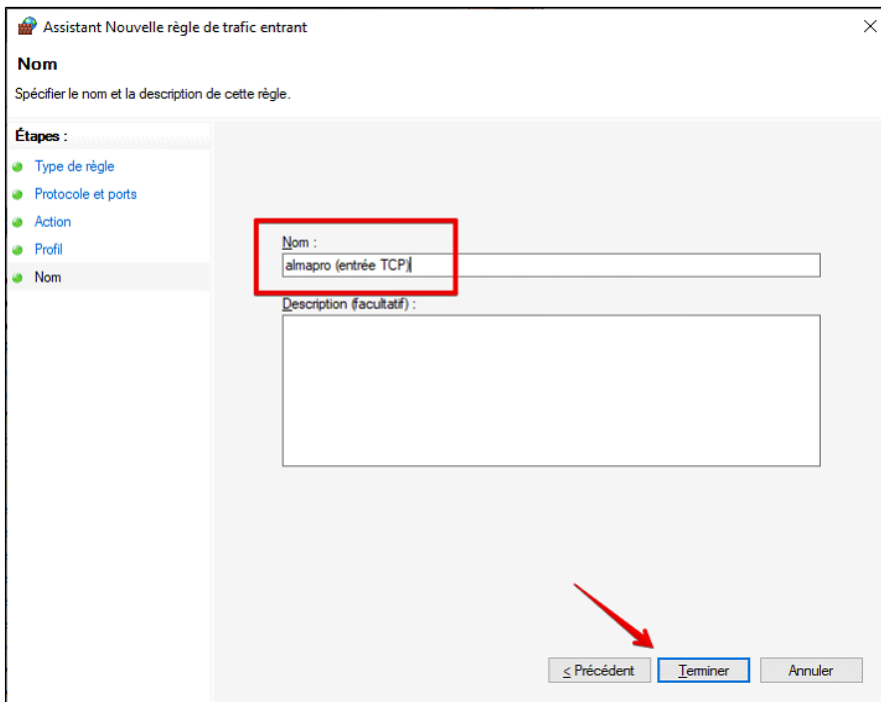 Assistant Nouvelle règle de trafic entrant
Nom
Spécifier le nom et la description de cette règle.
Étapes :
Type de règle
Protocole et ports
Action
Profil
Nom
Nom :
almapro (entrée TCP)
Description (facultatif) :
< Précédent
Terminer
Annuler